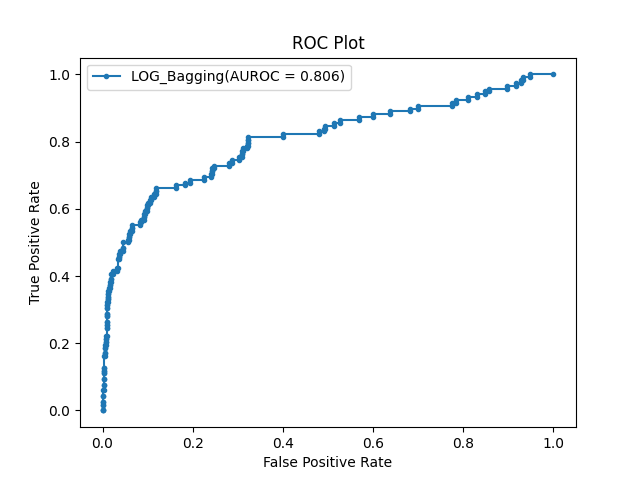 ROC Plot
LOG_Bagging(AUROC = 0.806)
True Positive Rate
1.0
0.8
0.6
0.4
0.2
0.0
0.0 0.2 0.4 0.6 0.8 1.0
False Positive Rate